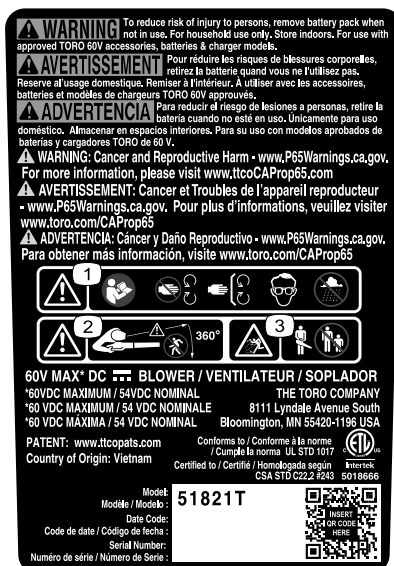 WARNING To reduce risk of injury to persons, remove battery pack when
not in use. For household use only. Store indoors. For use with
approved TORO 60V accessories, batteries & charger models.
AVERTISSEMENT Pour réduire les risques de blessures corporelles,
retirez la batterie quand vous ne l'utilisez pas.
Reserve al'usage domestique. Remiser à l'intérieur. À utiliser avec les accessoires,
batteries et modèles de chargeurs TORO 60V approuvés.
ADVERTENCIA Para reducir el riesgo de lesiones a personas, retire la
batería cuando no esté en uso. Únicamente para uso
doméstico. Almacenar en espacios interiores. Para su uso con modelos aprobados de
baterías y cargadores TORO de 60 V.
WARNING: Cancer and Reproductive Harm - www.P65Warnings.ca.gov.
For more information, please visit www.ttcoCAProp65.com
AVERTISSEMENT: Cancer et Troubles de l'appareil reproducteur
- www.P65Warnings.ca.gov. Pour plus d'informations, veuillez visiter
www.toro.com/CAProp65
ADVERTENCIA: Cáncer y Daño Reproductivo - www.P65Warnings.ca.gov.
Para obtener más información, visite www.toro.com/CAProp65
1
2 360° 3
60V MAX* DC BLOWER / VENTILATEUR / SOPLADOR
*60VDC MAXIMUM / 54VDC NOMINAL THE TORO COMPANY
*60 VDC MAXIMUM / 54 VDC NOMINALE 8111 Lyndale Avenue South
*60 VDC MÁXIMA / 54 VDC NOMINAL Bloomington, MN 55420-1196 USA
PATENT: www.ttcopats.com Conforms to / Conforme à la norme
/ Cumple la norma UL STD 1017
Country of Origin: Vietnam Certified to / Certifié / Homologada según
CSA STD C22.2 #243
c ETL us
Intertek
5018666
Model:
Modèle / Modelo : 51821T
Date Code:
Code de date / Código de fecha :
Serial Number:
Numéro de série / Número de Serie :
INSERT
QR CODE
HERE